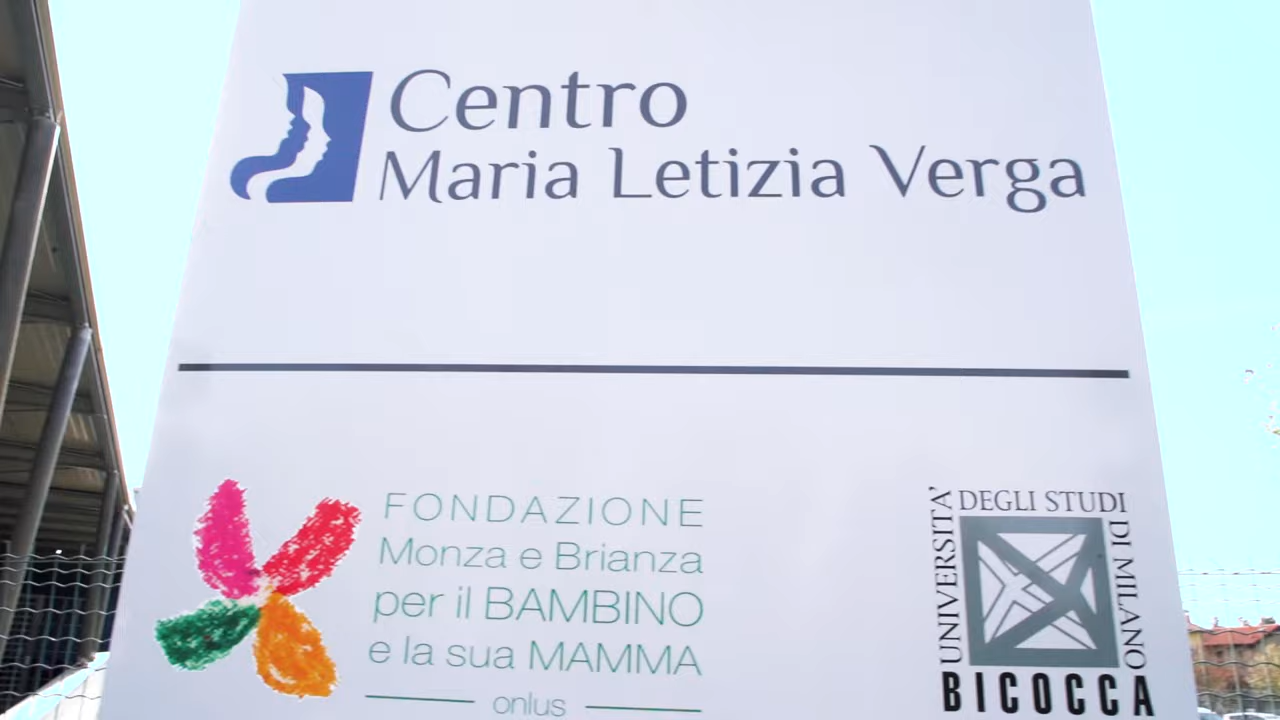 Centro
Maria Letizia Verga
FONDAZIONE
Monza e Brianza
per il BAMBINO
e la sua MAMMA
onlus
UNIVERSITA'
DEGLI STUDI
DI MILANO
BICOCCA